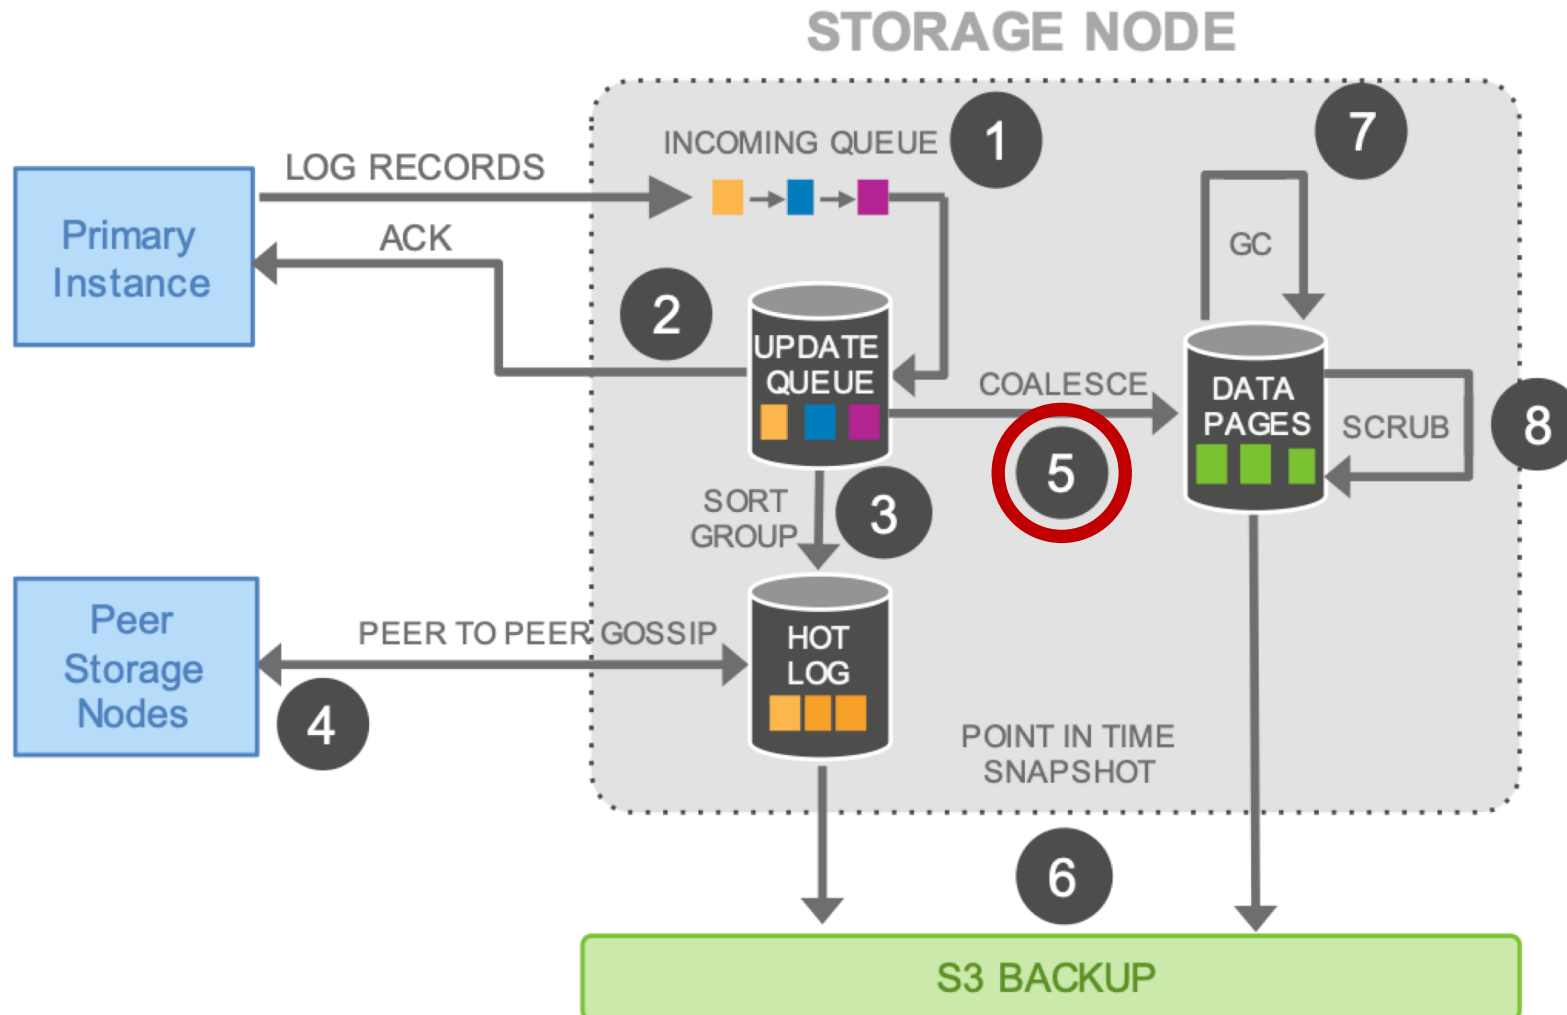 STORAGE NODE
INCOMING QUEUE
1
7
LOG RECORDS
Primary
Instance
ACK
GC
2
UPDATE
QUEUE
COALESCE
5
DATA
PAGES
SCRUB
8
SORT
GROUP
3
Peer
Storage
Nodes
PEER TO PEER GOSSIP
4
HOT
LOG
POINT IN TIME
SNAPSHOT
6
S3 BACKUP